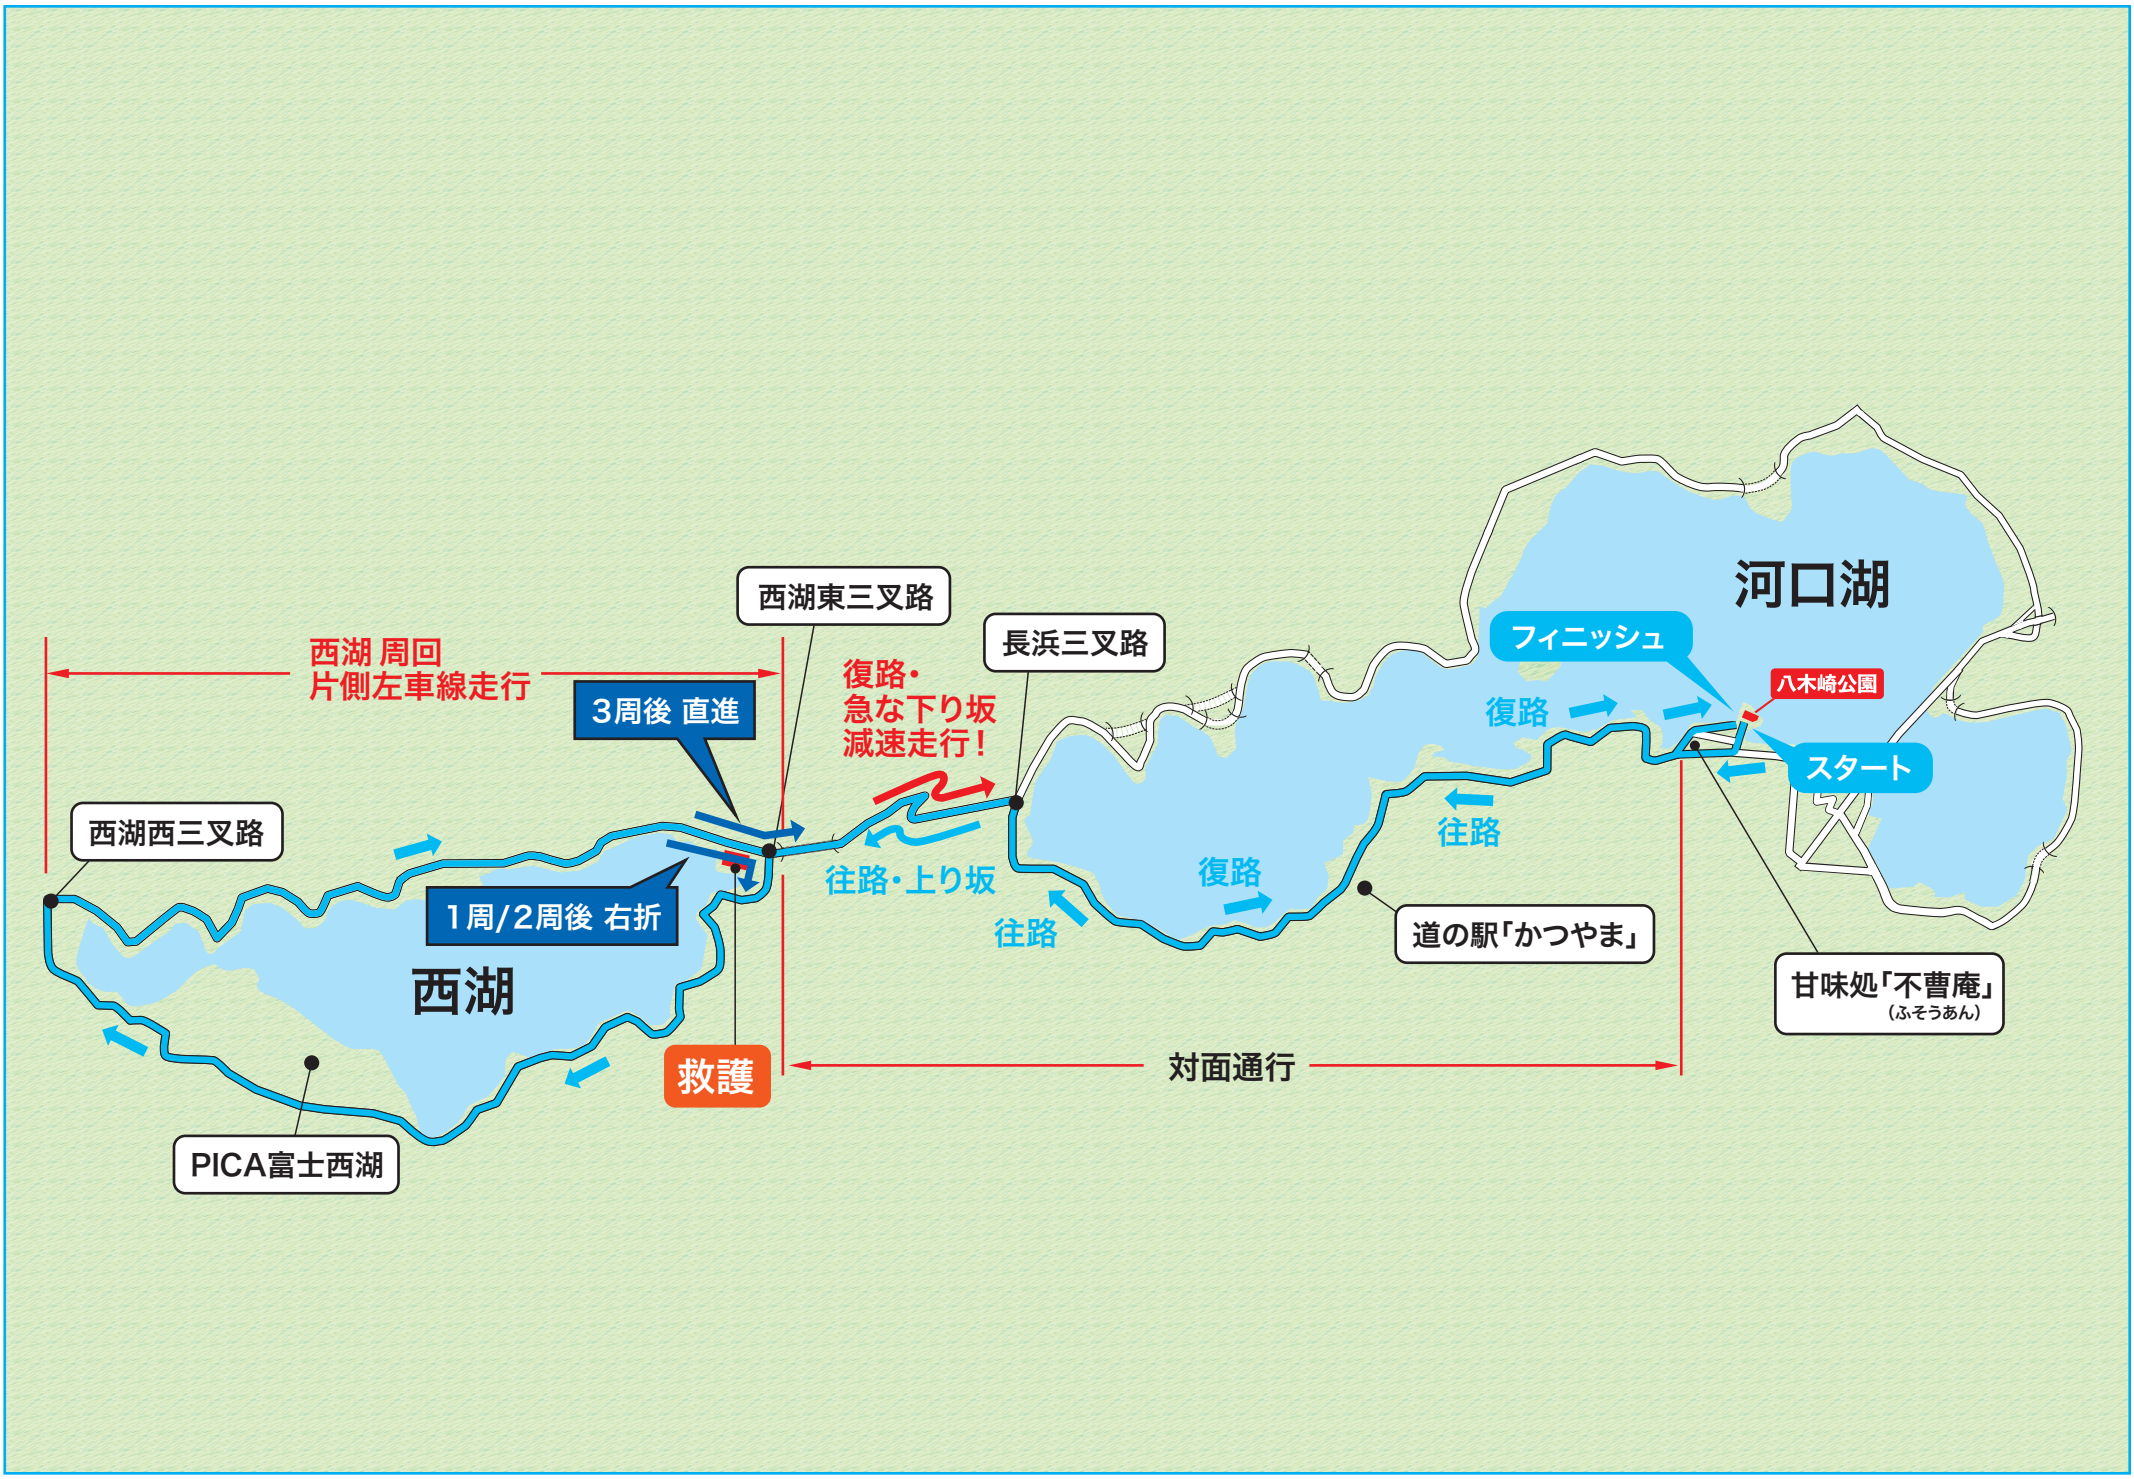 河口湖
西湖東三叉路
フィニッシュ
長浜三叉路
西湖 周回
片側左車線走行
復路・
急な下り坂
減速走行！
八木崎公園
3周後 直進
復路
スタート
西湖西三叉路
往路
往路・上り坂
復路
1周/2周後 右折
往路
道の駅「かつやま」
西湖
甘味処「不曹庵」
（ふそうあん）
救護
対面通行
PICA富士西湖